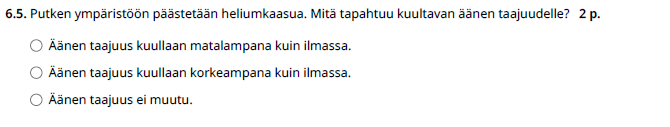 6.5. Putken ympäristöön päästetään heliumkaasua. Mitä tapahtuu kuultavan äänen taajuudelle? 2 p.
Äänen taajuus kuullaan matalampana kuin ilmassa.
Äänen taajuus kuullaan korkeampana kuin ilmassa.
Äänen taajuus ei muutu.